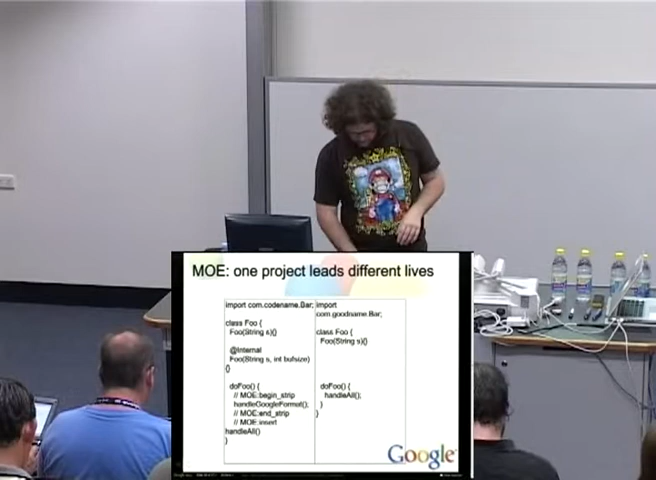 MOE: one project leads different lives
import com.codename.Bar;
class Foo {
Foo(String s){}
@Internal
Foo(String s, int bufsize)
{}
doFoo() {
// MOE:begin_strip
handleGoogleFormat();
// MOE:end_strip
// MOE:insert
handleAll()
}
import
com.goodname.Bar;
class Foo {
Foo(String s){}
doFoo() {
handleAll();
}
}
Google